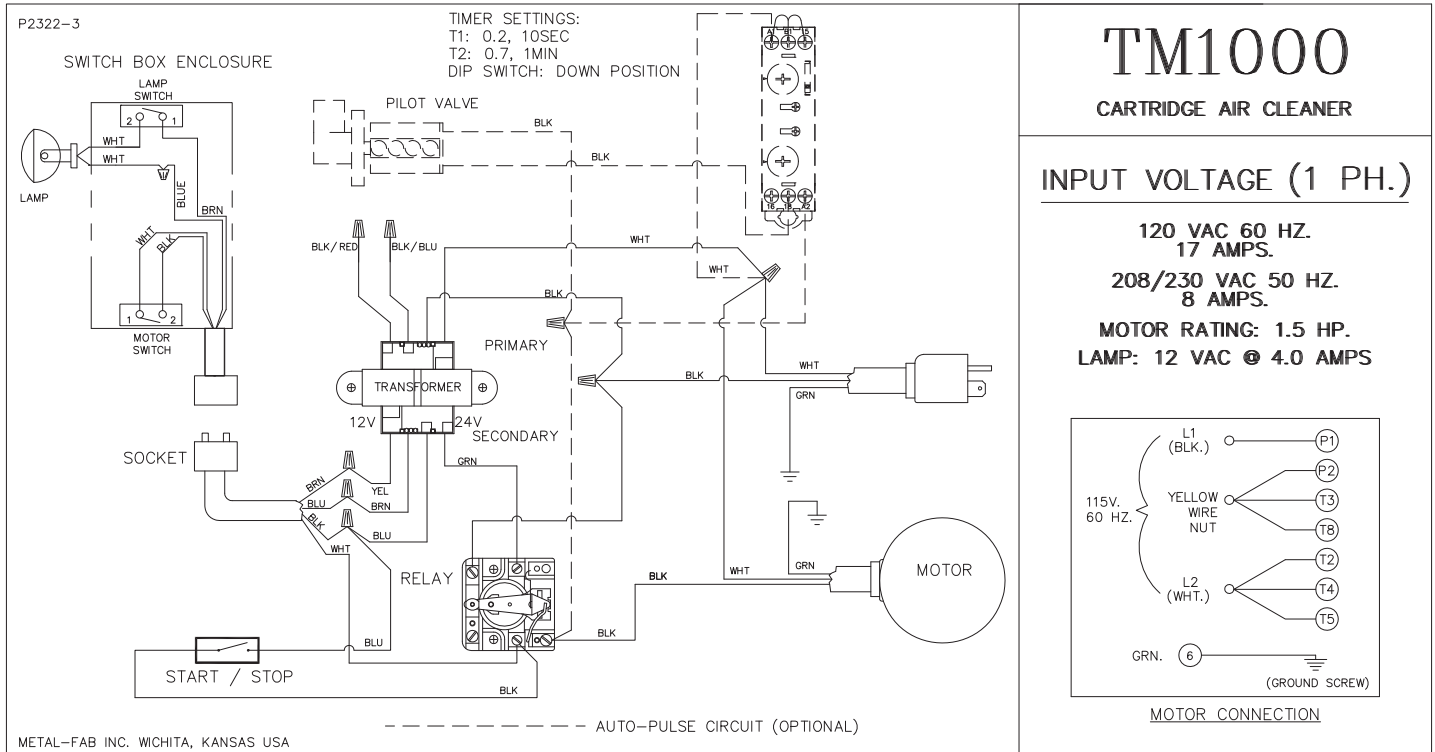 P2322-3
SWITCH BOX ENCLOSURE
LAMP
SWITCH
2 1
WHT
WHT
LAMP
BLUE
BRN
WHT
BLK
1 2
MOTOR
SWITCH
SOCKET
TIMER SETTINGS:
T1: 0.2, 10SEC
T2: 0.7, 1MIN
DIP SWITCH: DOWN POSITION
PILOT VALVE
BLK
BLK
A1 B1 15
16 18 A2
BLK/RED
BLK/BLU
WHT
WHT
BLK
PRIMARY
TRANSFORMER
12V
24V
SECONDARY
GRN
BLK
WHT
GRN
BRN
YEL
BLU
BRN
BLK
BLU
WHT
RELAY
BLK
WHT
GRN
MOTOR
BLK
BLU
START / STOP
BLK
AUTO-PULSE CIRCUIT (OPTIONAL)
METAL-FAB INC. WICHITA, KANSAS USA
TM1000
CARTRIDGE AIR CLEANER
INPUT VOLTAGE (1 PH.)
120 VAC 60 HZ.
17 AMPS.
208/230 VAC 50 HZ.
8 AMPS.
MOTOR RATING: 1.5 HP.
LAMP: 12 VAC @ 4.0 AMPS
L1
(BLK.)
P1
P2
115V.
60 HZ.
YELLOW
WIRE
NUT
T3
T8
T2
L2
(WHT.)
T4
T5
GRN. 6
(GROUND SCREW)
MOTOR CONNECTION